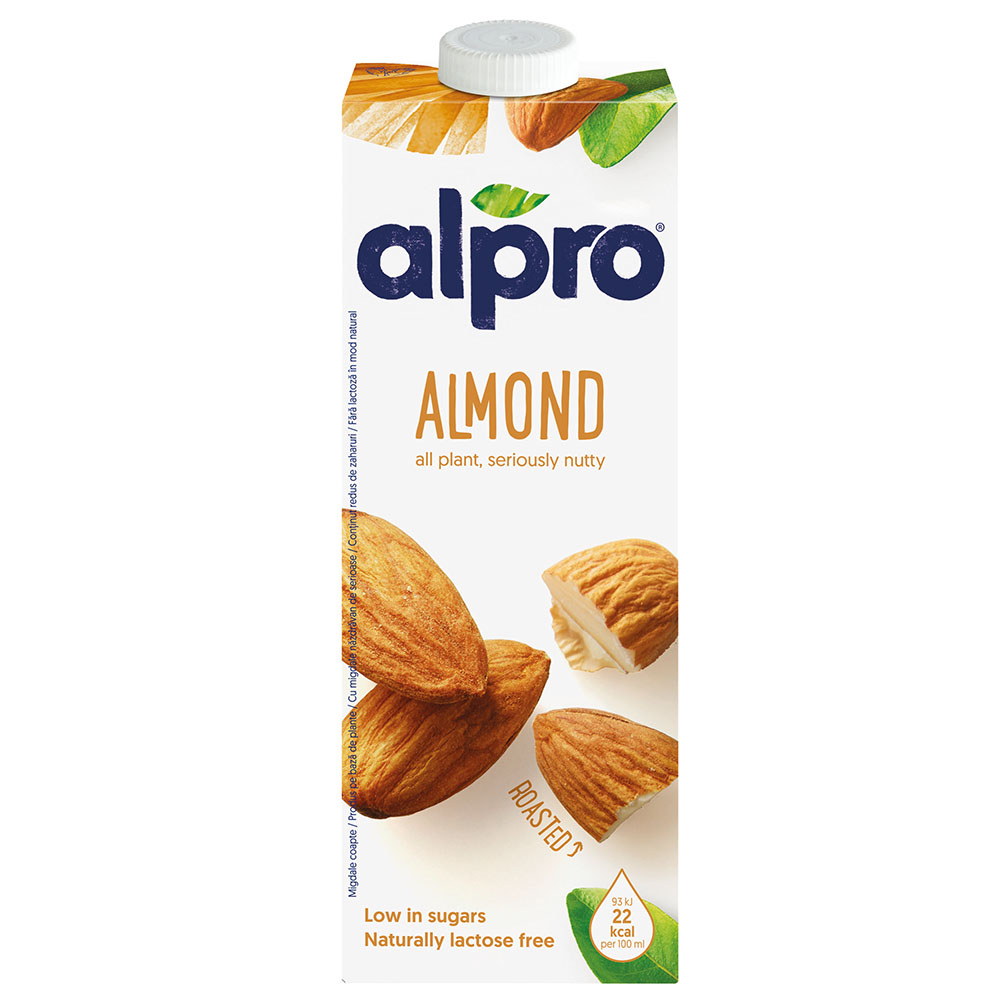 alpro®
ALMOND
all plant, seriously nutty
Migdale coapte / Produs pe bază de plante / Cu migdale năzdrăvan de serioase / Conținut redus de zaharuri / Fără lactoză în mod natural
ROASTED
Low in sugars
Naturally lactose free
93 kJ
22
kcal
per 100 ml